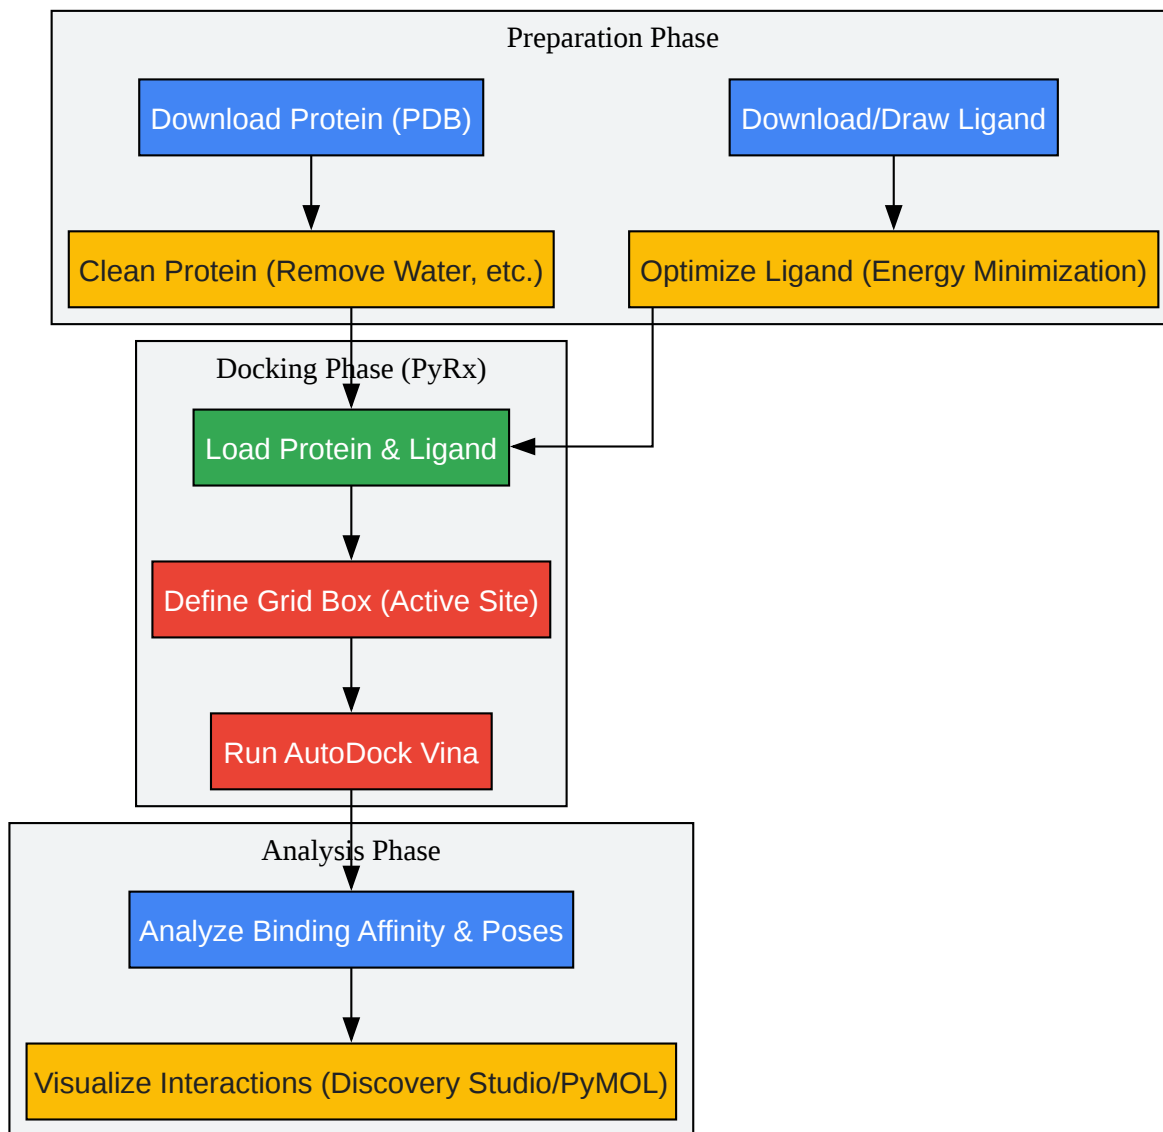 Preparation Phase
Download Protein (PDB)
Download/Draw Ligand
Clean Protein (Remove Water, etc.)
Optimize Ligand (Energy Minimization)
Docking Phase (PyRx)
Load Protein & Ligand
Define Grid Box (Active Site)
Run AutoDock Vina
Analysis Phase
Analyze Binding Affinity & Poses
Visualize Interactions (Discovery Studio/PyMOL)